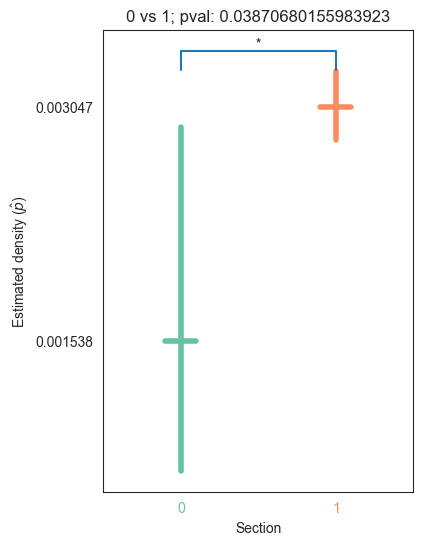 0 vs 1; pval: 0.03870680155983923
*
0.003047
Estimated density (p̂)
0.001538
0 1
Section